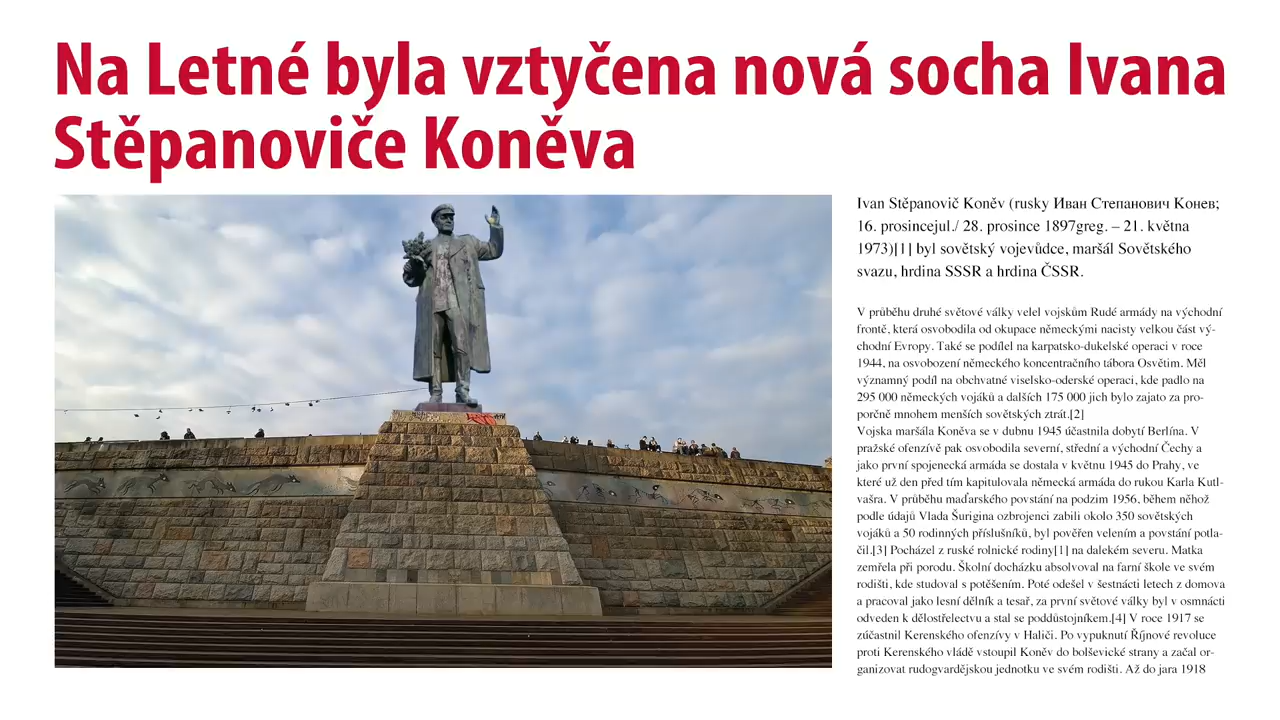 Na Letné byla vztyčena nová socha Ivana
Stěpanoviče Koněva
Ivan Stěpanovič Koněv (rusky Иван Степанович Конев;
16. prosincejul./ 28. prosince 1897greg. – 21. května
1973)[1] byl sovětský vojevůdce, maršál Sovětského
svazu, hrdina SSSR a hrdina ČSSR.
V průběhu druhé světové války velel vojskům Rudé armády na východní
frontě, která osvobodila od okupace německými nacisty velkou část vý-
chodní Evropy. Také se podílel na karpatsko-dukelské operaci v roce
1944, na osvobození německého koncentračního tábora Osvětim. Měl
významný podíl na obchvatné viselsko-oderské operaci, kde padlo na
295 000 německých vojáků a dalších 175 000 jich bylo zajato za pro-
porčně mnohem menších sovětských ztrát.[2]
Vojska maršála Koněva se v dubnu 1945 účastnila dobytí Berlína. V
pražské ofenzívě pak osvobodila severní, střední a východní Čechy a
jako první spojenecká armáda se dostala v květnu 1945 do Prahy, ve
které už den před tím kapitulovala německá armáda do rukou Karla Kutl-
vašra. V průběhu maďarského povstání na podzim 1956, během něhož
podle údajů Vlada Šurigina ozbrojenci zabili okolo 350 sovětských
vojáků a 50 rodinných příslušníků, byl pověřen velením a povstání potla-
čil.[3] Pocházel z ruské rolnické rodiny[1] na dalekém severu. Matka
zemřela při porodu. Školní docházku absolvoval na farní škole ve svém
rodišti, kde studoval s potěšením. Poté odešel v šestnácti letech z domova
a pracoval jako lesní dělník a tesař, za první světové války byl v osmnácti
odveden k dělostřelectvu a stal se poddůstojníkem.[4] V roce 1917 se
zúčastnil Kerenského ofenzívy v Haliči. Po vypuknutí Říjnové revoluce
proti Kerenského vládě vstoupil Koněv do bolševické strany a začal or-
ganizovat rudogvardějskou jednotku ve svém rodišti. Až do jara 1918